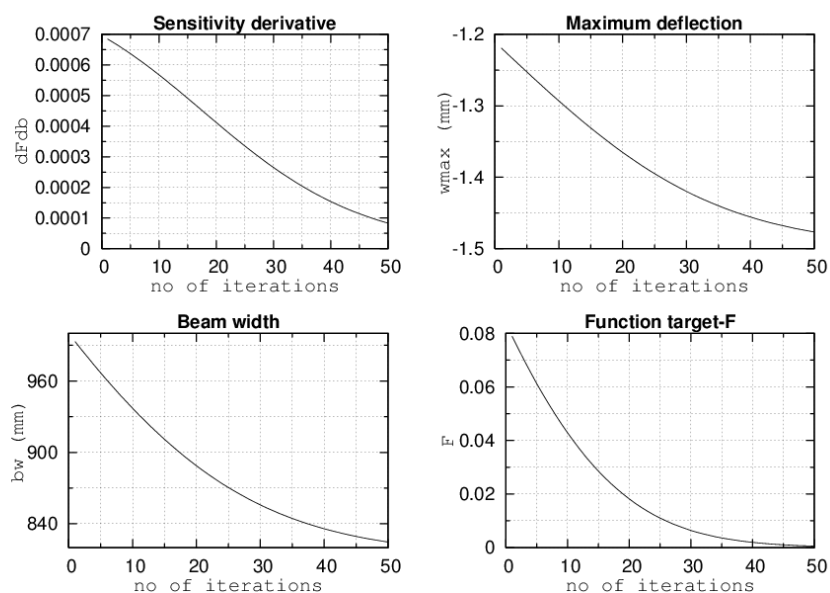 Sensitivity derivative
0.0007
0.0006
0.0005
0.0004
0.0003
0.0002
0.0001
0
dFdb
0 10 20 30 40 50
no of iterations
Maximum deflection
-1.2
-1.3
-1.4
-1.5
wmax (mm)
0 10 20 30 40 50
no of iterations
Beam width
960
900
840
bw (mm)
0 10 20 30 40 50
no of iterations
Function target-F
0.08
0.06
0.04
0.02
0
F
0 10 20 30 40 50
no of iterations